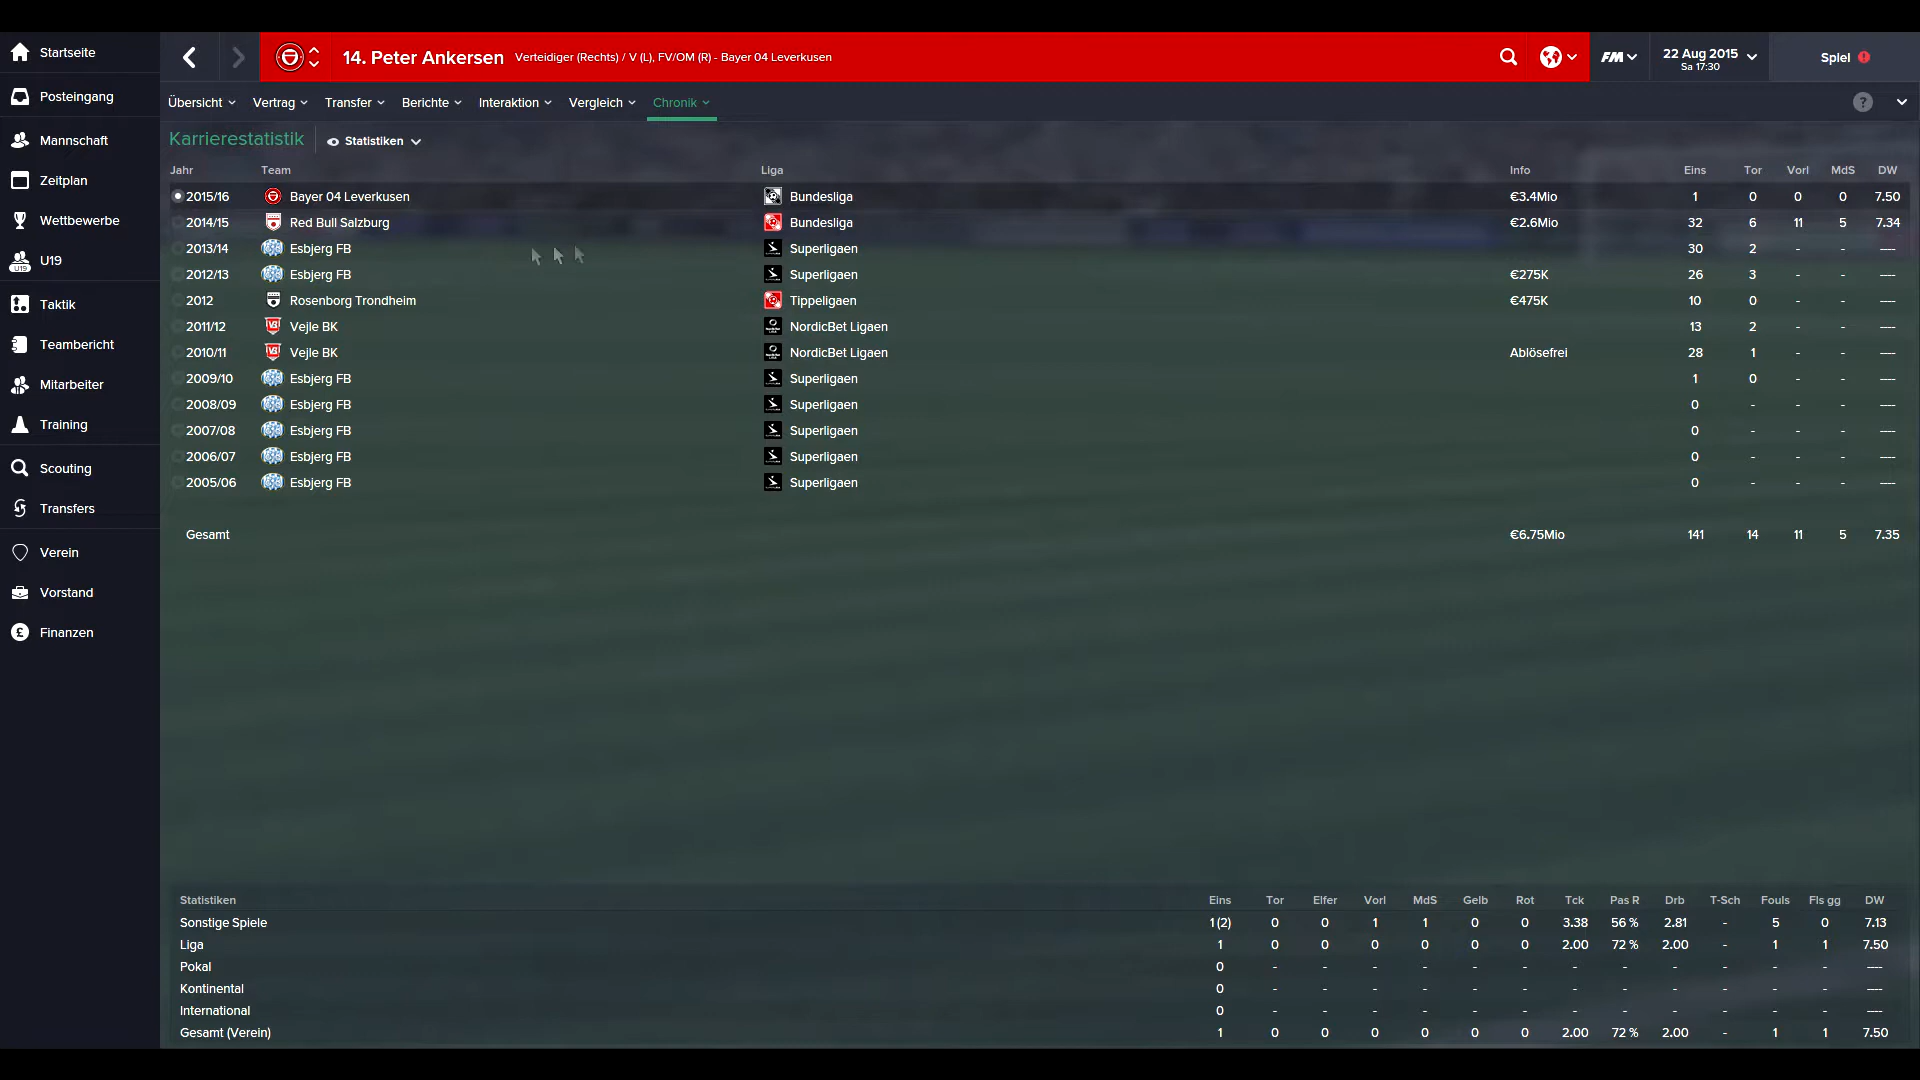 Startseite
Posteingang
Mannschaft
Zeitplan
Wettbewerbe
U19
Taktik
Teambericht
Mitarbeiter
Training
Scouting
Transfers
Verein
Vorstand
Finanzen
14. Peter Ankersen Verteidiger (Rechts) / V (L), FV/OM (R) - Bayer 04 Leverkusen
FM
22 Aug 2015
Sa 17:30
Spiel
Übersicht Vertrag Transfer Berichte Interaktion Vergleich Chronik ?
Karrierestatistik Statistiken
Jahr Team Liga Info Eins Tor Vorl MdS DW
2015/16 Bayer 04 Leverkusen Bundesliga €3.4Mio 1 0 0 0 7.50
2014/15 Red Bull Salzburg Bundesliga €2.6Mio 32 6 11 5 7.34
2013/14 Esbjerg FB Superligaen 30 2 - - ----
2012/13 Esbjerg FB Superligaen €275K 26 3 - - ----
2012 Rosenborg Trondheim Tippeligaen €475K 10 0 - - ----
2011/12 Vejle BK NordicBet Ligaen 13 2 - - ----
2010/11 Vejle BK NordicBet Ligaen Ablösefrei 28 1 - - ----
2009/10 Esbjerg FB Superligaen 1 0 - - ----
2008/09 Esbjerg FB Superligaen 0 - - - ----
2007/08 Esbjerg FB Superligaen 0 - - - ----
2006/07 Esbjerg FB Superligaen 0 - - - ----
2005/06 Esbjerg FB Superligaen 0 - - - ----
Gesamt €6.75Mio 141 14 11 5 7.35
Statistiken Eins Tor Elfer Vorl MdS Gelb Rot Tck Pas R Drb T-Sch Fouls Fls gg DW
Sonstige Spiele 1 (2) 0 0 1 1 0 0 3.38 56 % 2.81 - 5 0 7.13
Liga 1 0 0 0 0 0 0 2.00 72 % 2.00 - 1 1 7.50
Pokal 0 - - - - - - - - - - - - ----
Kontinental 0 - - - - - - - - - - - - ----
International 0 - - - - - - - - - - - - ----
Gesamt (Verein) 1 0 0 0 0 0 0 2.00 72 % 2.00 - 1 1 7.50